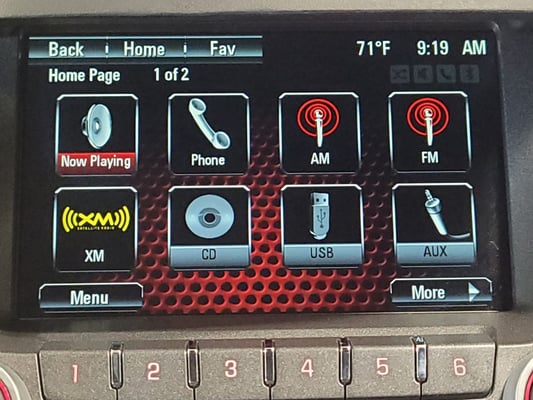 Back Home Fav 71°F 9:19 AM
Home Page 1 of 2
Now Playing Phone AM FM
((XM))
SATELLITE RADIO
XM CD USB AUX
Menu More
1 2 3 4 5 6